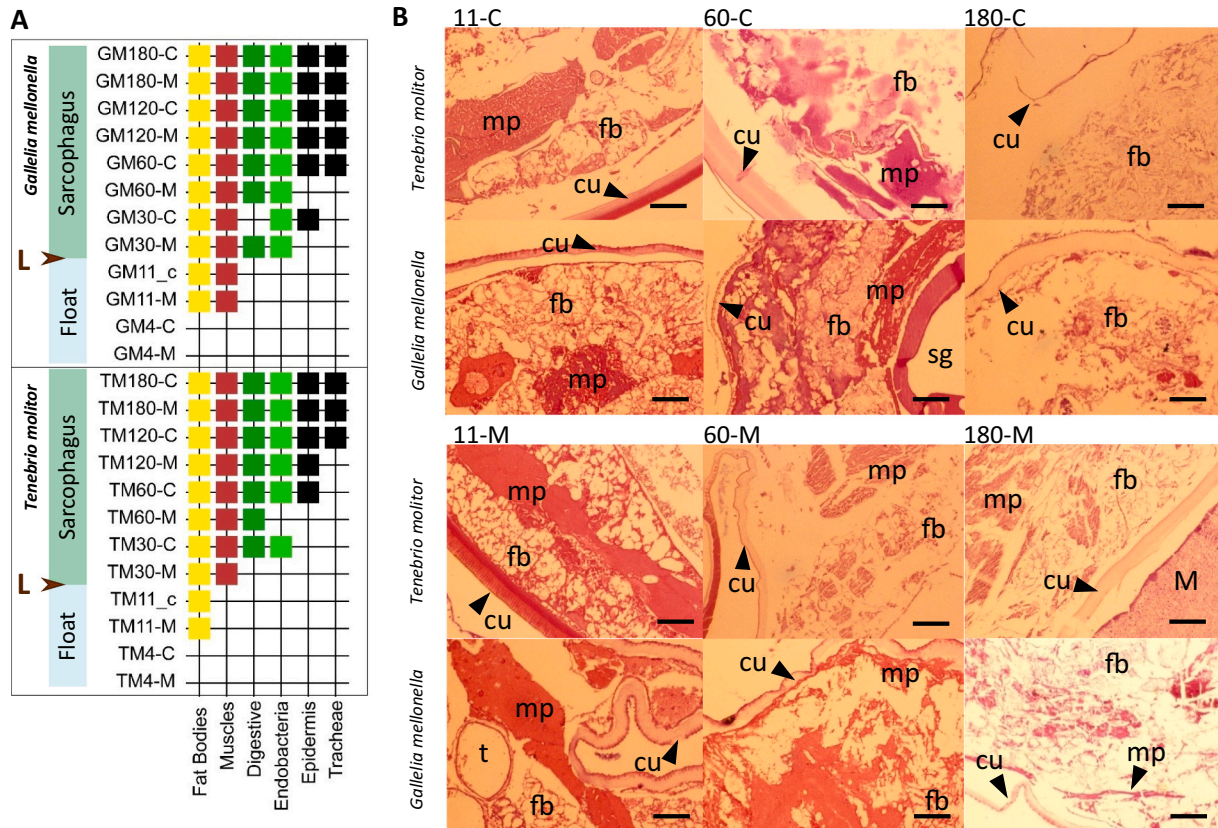 A
Gallelia mellonella
Sarcophagus
L
Float
GM180-C
GM180-M
GM120-C
GM120-M
GM60-C
GM60-M
GM30-C
GM30-M
GM11_c
GM11-M
GM4-C
GM4-M
Tenebrio molitor
Sarcophagus
L
Float
TM180-C
TM180-M
TM120-C
TM120-M
TM60-C
TM60-M
TM30-C
TM30-M
TM11_c
TM11-M
TM4-C
TM4-M
Fat Bodies
Muscles
Digestive
Endobacteria
Epidermis
Tracheae
B
11-C 60-C 180-C
Tenebrio molitor
mp fb cu
fb cu mp
cu fb
Gallelia mellonella
cu fb mp
cu fb mp sg
cu fb
11-M 60-M 180-M
Tenebrio molitor
mp fb cu
mp fb cu
mp fb cu M
Gallelia mellonella
mp t cu fb
cu mp fb
fb cu mp